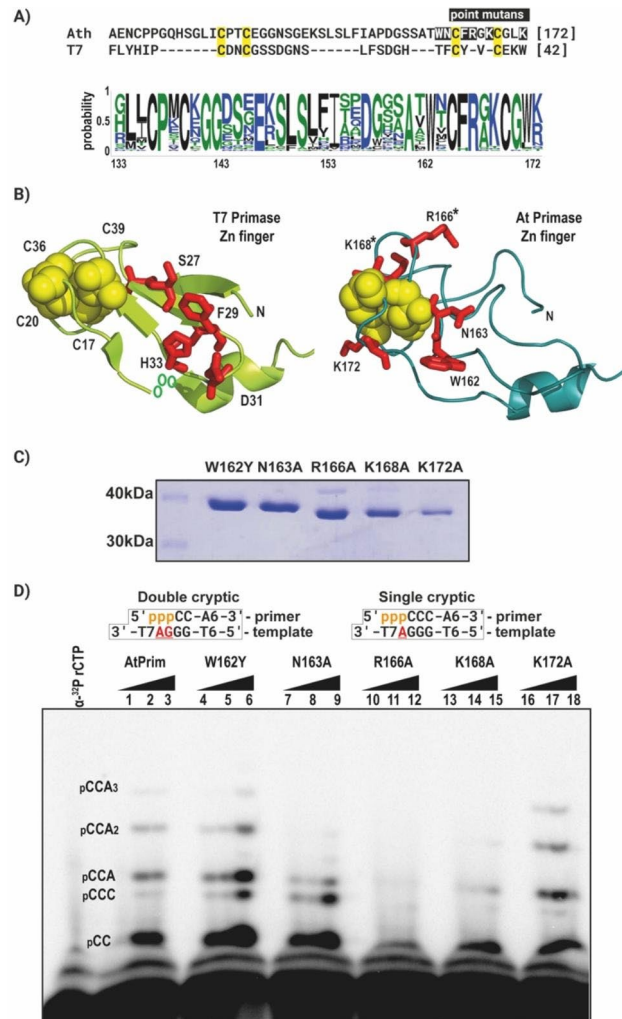 A)
point mutans
Ath AENCPPGQHSGLICPTCEGGNSGEKSLSLFIAPDGSSATWNCFRGKCGLK [172]
T7 FLYHIP-------CDNCGSSDGNS-----LFSDGH---TFCY-V-CEKW [42]
probability
1
0.5
0
133 143 153 162 172
B)
T7 Primase
Zn finger
At Primase
Zn finger
C36
C39
S27
R166*
K168*
F29
N
N
C20
N163
C17
H33
K172
W162
D31
C)
W162Y N163A R166A K168A K172A
40kDa
30kDa
D)
Double cryptic
Single cryptic
5' pppCC-A6-3' - primer
3'-T7AGGG-T6-5' - template
5' pppCCC-A6-3' - primer
3'-T7AGGG-T6-5' - template
α-³²P rCTP
AtPrim W162Y N163A R166A K168A K172A
1 2 3 4 5 6 7 8 9 10 11 12 13 14 15 16 17 18
pCCA3
pCCA2
pCCA
pCCC
pCC